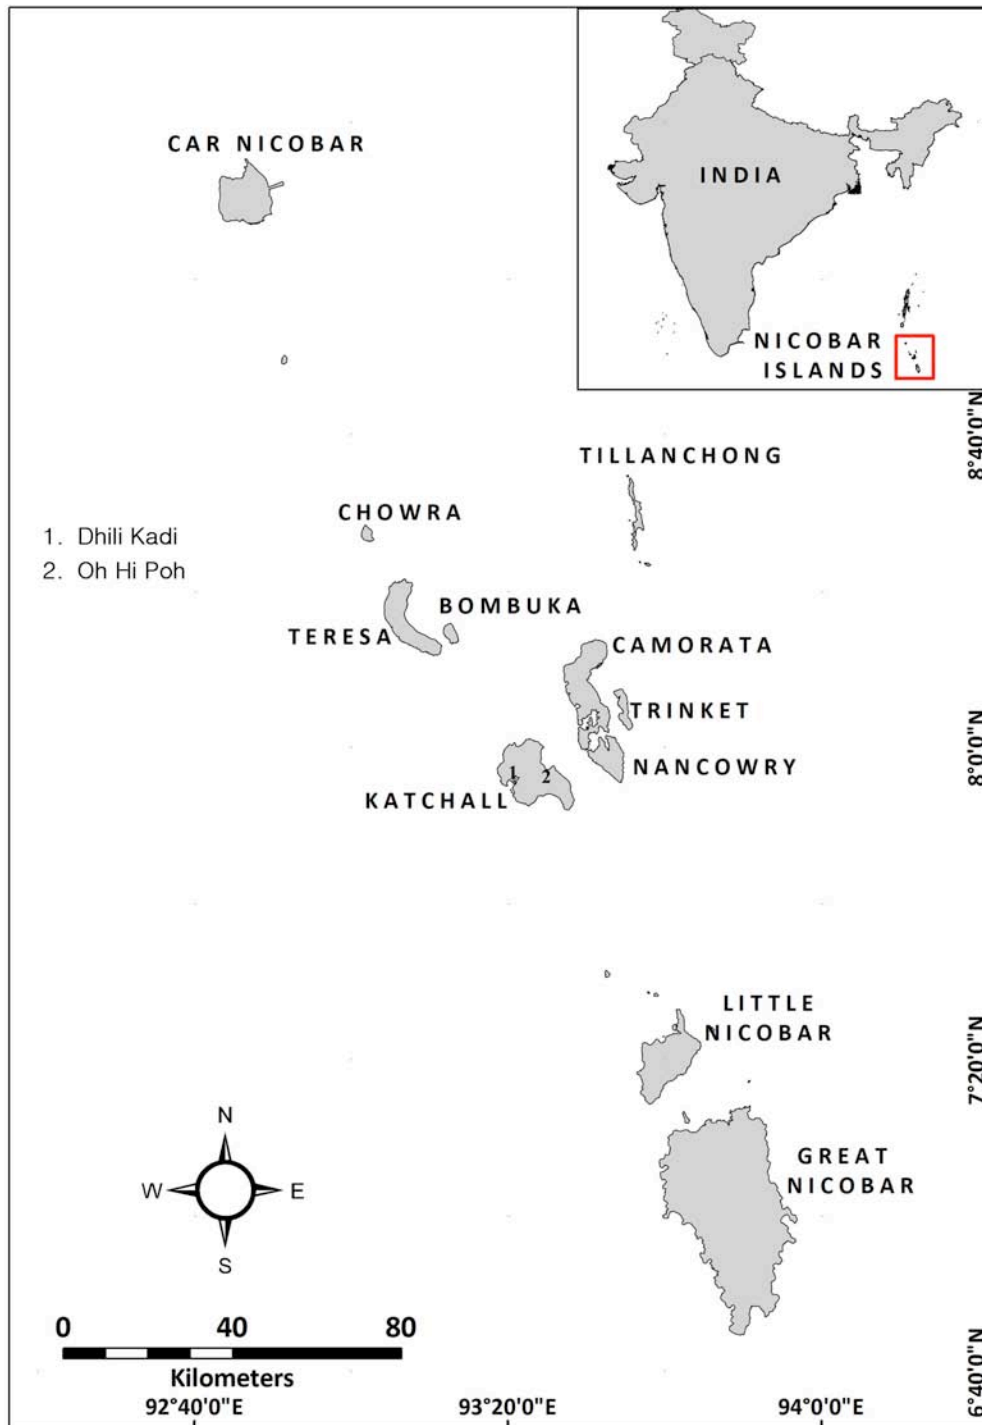 CAR NICOBAR
INDIA
NICOBAR
ISLANDS
8°40'0"N
TILLANCHONG
CHOWRA
1. Dhili Kadi
2. Oh Hi Poh
BOMBUKA
TERESA
CAMORATA
TRINKET
8°0'0"N
NANCOWRY
1
2
KATCHALL
LITTLE
NICOBAR
7°20'0"N
GREAT
NICOBAR
N
W
E
S
0 40 80
Kilometers
6°40'0"N
92°40'0"E 93°20'0"E 94°0'0"E